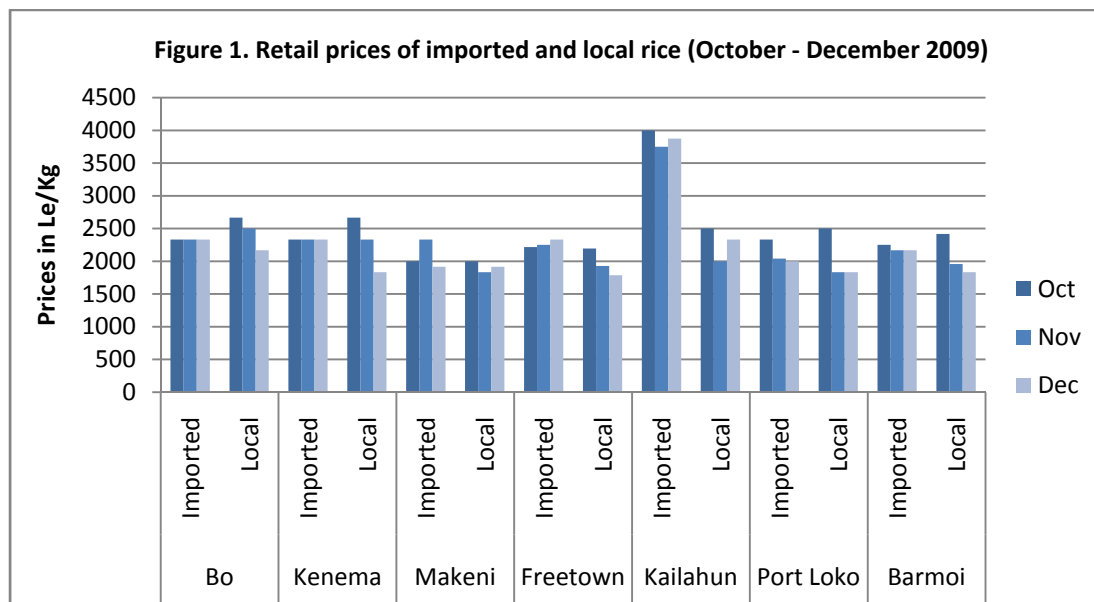 Figure 1. Retail prices of imported and local rice (October - December 2009)
4500
4000
3500
3000
2500
2000
1500
1000
500
0
Prices in Le/Kg
Imported Local Imported Local Imported Local Imported Local Imported Local Imported Local Imported Local
Bo Kenema Makeni Freetown Kailahun Port Loko Barmoi
Oct
Nov
Dec